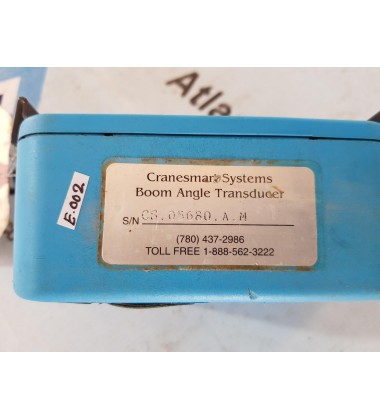 Atla
E.002
Cranesmart Systems
Boom Angle Transducer
S/N CS.05680.A.M
(780) 437-2986
TOLL FREE 1-888-562-3222